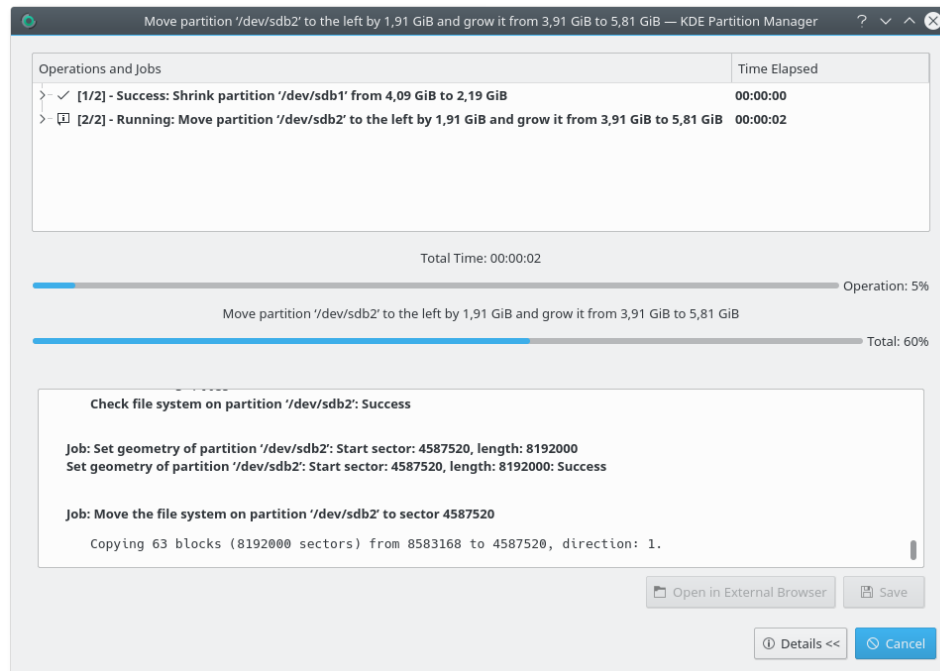 Move partition ‘/dev/sdb2’ to the left by 1,91 GiB and grow it from 3,91 GiB to 5,81 GiB — KDE Partition Manager
Operations and Jobs Time Elapsed
[1/2] - Success: Shrink partition ‘/dev/sdb1’ from 4,09 GiB to 2,19 GiB 00:00:00
[2/2] - Running: Move partition ‘/dev/sdb2’ to the left by 1,91 GiB and grow it from 3,91 GiB to 5,81 GiB 00:00:02
Total Time: 00:00:02
Operation: 5%
Move partition ‘/dev/sdb2’ to the left by 1,91 GiB and grow it from 3,91 GiB to 5,81 GiB
Total: 60%
Check file system on partition ‘/dev/sdb2’: Success
Job: Set geometry of partition ‘/dev/sdb2’: Start sector: 4587520, length: 8192000
Set geometry of partition ‘/dev/sdb2’: Start sector: 4587520, length: 8192000: Success
Job: Move the file system on partition ‘/dev/sdb2’ to sector 4587520
Copying 63 blocks (8192000 sectors) from 8583168 to 4587520, direction: 1.
Open in External Browser Save
Details << Cancel